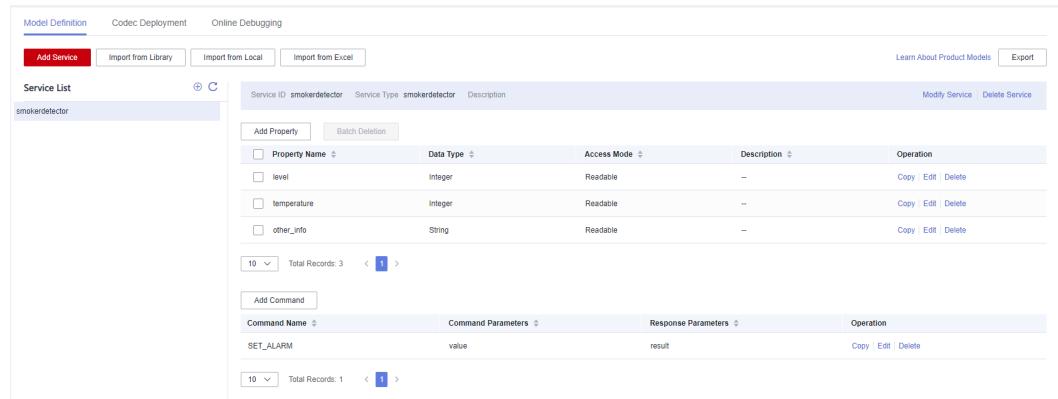 Model Definition Codec Deployment Online Debugging
Add Service Import from Library Import from Local Import from Excel Learn About Product Models Export
Service List
smokerdetector
Service ID smokerdetector Service Type smokerdetector Description Modify Service Delete Service
Add Property Batch Deletion
Property Name Data Type Access Mode Description Operation
level Integer Readable -- Copy Edit Delete
temperature Integer Readable -- Copy Edit Delete
other_info String Readable -- Copy Edit Delete
10 Total Records: 3 < 1 >
Add Command
Command Name Command Parameters Response Parameters Operation
SET_ALARM value result Copy Edit Delete
10 Total Records: 1 < 1 >